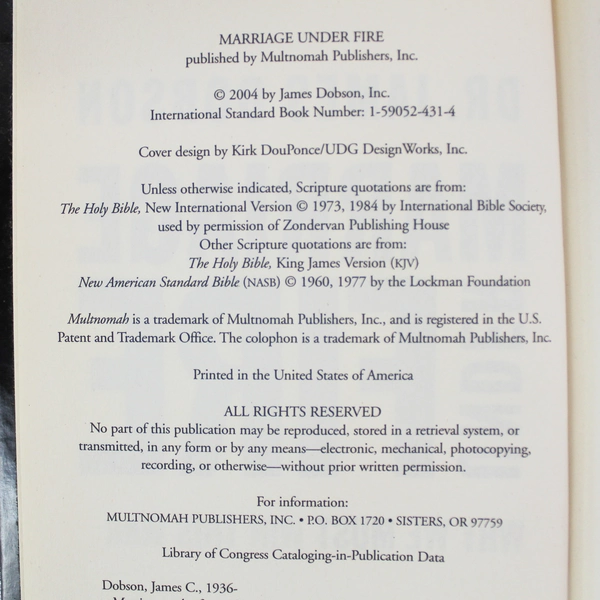 MARRIAGE UNDER FIRE
published by Multnomah Publishers, Inc.
© 2004 by James Dobson, Inc.
International Standard Book Number: 1-59052-431-4
Cover design by Kirk DouPonce/UDG DesignWorks, Inc.
Unless otherwise indicated, Scripture quotations are from:
The Holy Bible, New International Version © 1973, 1984 by International Bible Society,
used by permission of Zondervan Publishing House
Other Scripture quotations are from:
The Holy Bible, King James Version (KJV)
New American Standard Bible (NASB) © 1960, 1977 by the Lockman Foundation
Multnomah is a trademark of Multnomah Publishers, Inc., and is registered in the U.S.
Patent and Trademark Office. The colophon is a trademark of Multnomah Publishers, Inc.
Printed in the United States of America
ALL RIGHTS RESERVED
No part of this publication may be reproduced, stored in a retrieval system, or
transmitted, in any form or by any means—electronic, mechanical, photocopying,
recording, or otherwise—without prior written permission.
For information:
MULTNOMAH PUBLISHERS, INC. • P.O. BOX 1720 • SISTERS, OR 97759
Library of Congress Cataloging-in-Publication Data
Dobson, James C., 1936-